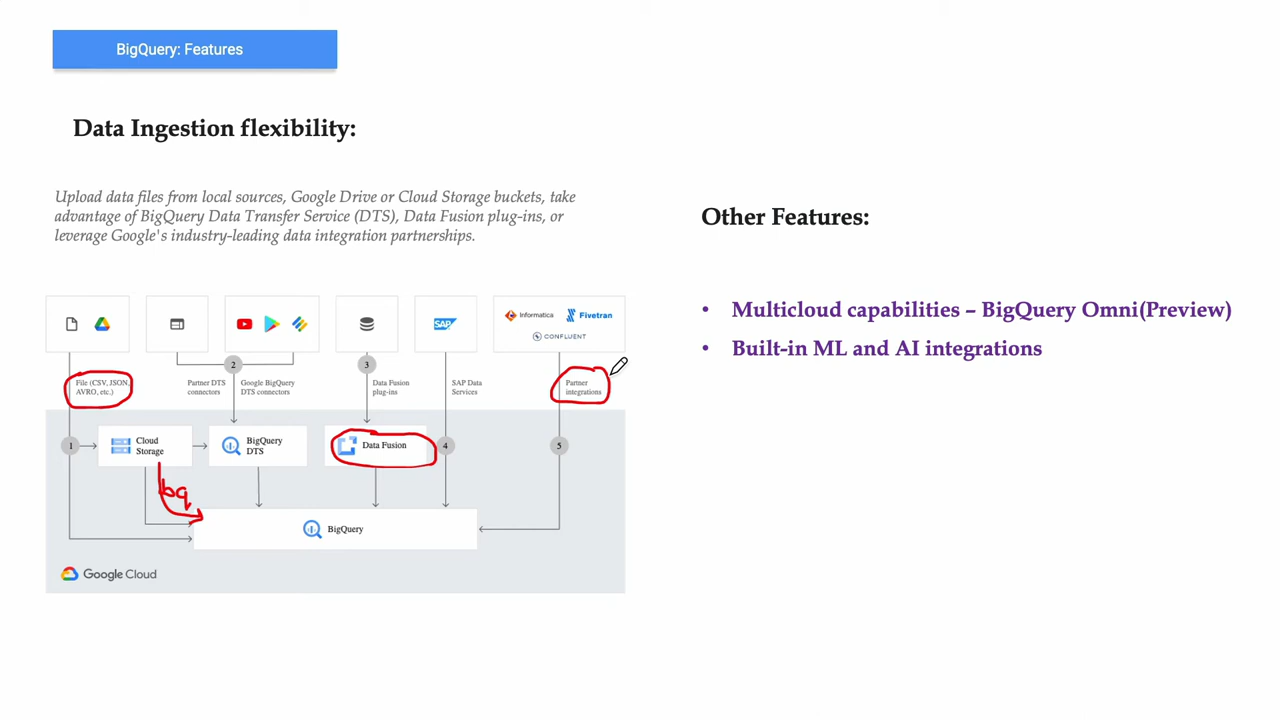 BigQuery: Features
Data Ingestion flexibility:
Upload data files from local sources, Google Drive or Cloud Storage buckets, take
advantage of BigQuery Data Transfer Service (DTS), Data Fusion plug-ins, or
leverage Google's industry-leading data integration partnerships.
SAP
Informatica
Fivetran
CONFLUENT
2
3
File (CSV, JSON,
AVRO, etc.)
Partner DTS
connectors
Google BigQuery
DTS connectors
Data Fusion
plug-ins
SAP Data
Services
Partner
integrations
1
Cloud
Storage
BigQuery
DTS
Data Fusion
4
5
bq
BigQuery
Google Cloud
Other Features:
• Multicloud capabilities – BigQuery Omni(Preview)
• Built-in ML and AI integrations